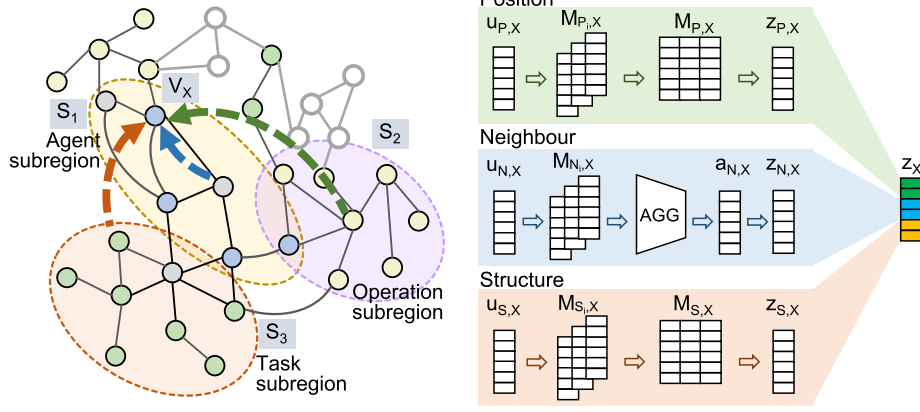 V_X
S_1
Agent
subregion
S_2
Operation
subregion
S_3
Task
subregion
Position
u_{P,X}
M_{P_i,X}
M_{P,X}
z_{P,X}
Neighbour
u_{N,X}
M_{N_i,X}
AGG
a_{N,X}
z_{N,X}
Structure
u_{S,X}
M_{S_i,X}
M_{S,X}
z_{S,X}
z_X